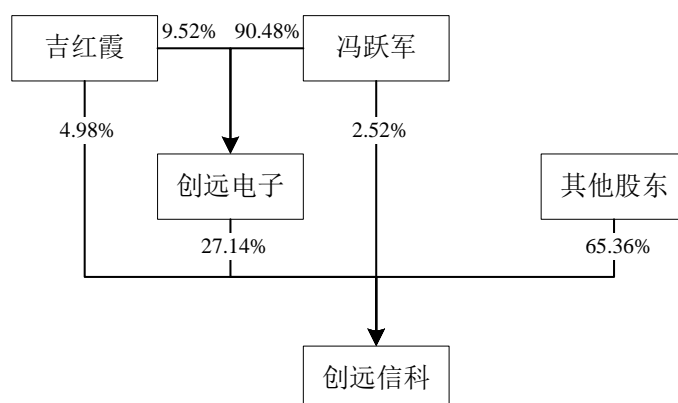 吉红霞 9.52% 90.48% 冯跃军
4.98% 2.52%
创远电子 其他股东
27.14% 65.36%
创远信科